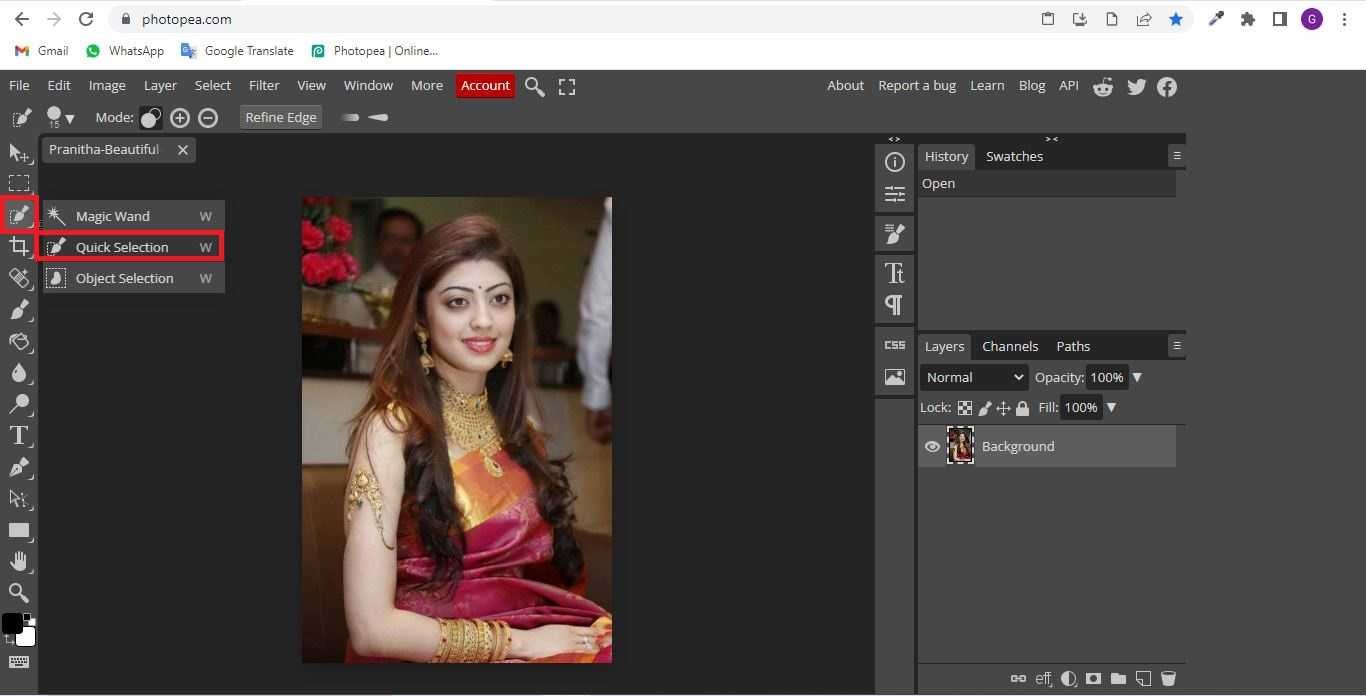 photopea.com
G
Gmail WhatsApp Google Translate Photopea | Online...
File Edit Image Layer Select Filter View Window More Account About Report a bug Learn Blog API
15 Mode: Refine Edge
Pranitha-Beautiful-
< > > <
History Swatches
Open
Magic Wand W
Quick Selection W
Object Selection W
CSS
Layers Channels Paths
Normal Opacity: 100%
Lock: Fill: 100%
Background
eff